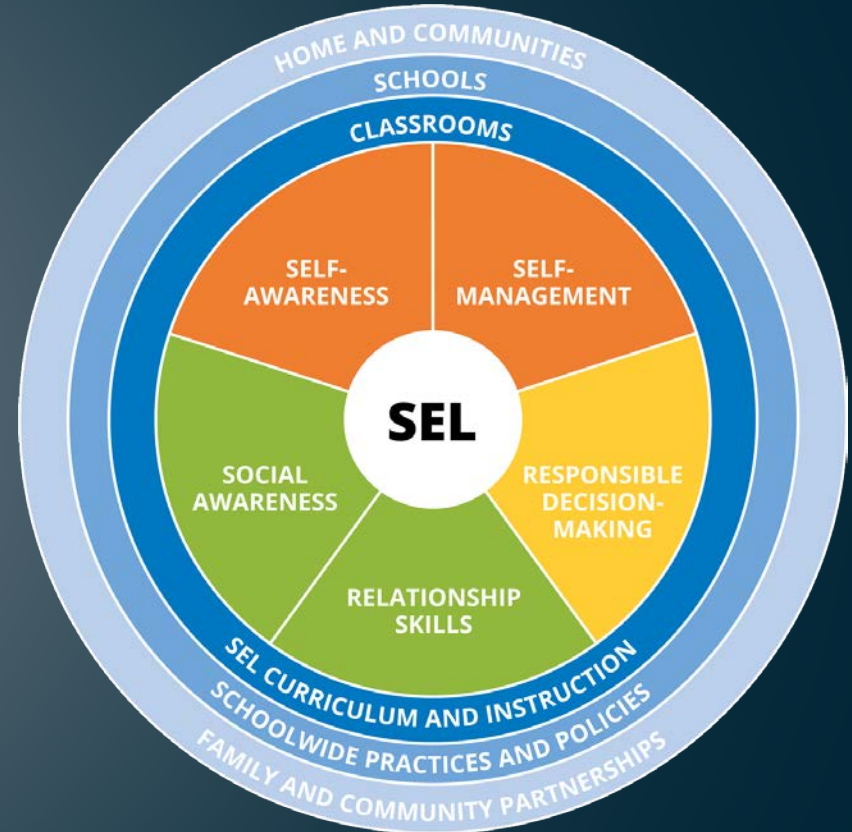 HOME AND COMMUNITIES
SCHOOLS
CLASSROOMS
SELF-
AWARENESS
SELF-
MANAGEMENT
SEL
SOCIAL
AWARENESS
RESPONSIBLE
DECISION-
MAKING
RELATIONSHIP
SKILLS
SEL CURRICULUM AND INSTRUCTION
SCHOOLWIDE PRACTICES AND POLICIES
FAMILY AND COMMUNITY PARTNERSHIPS